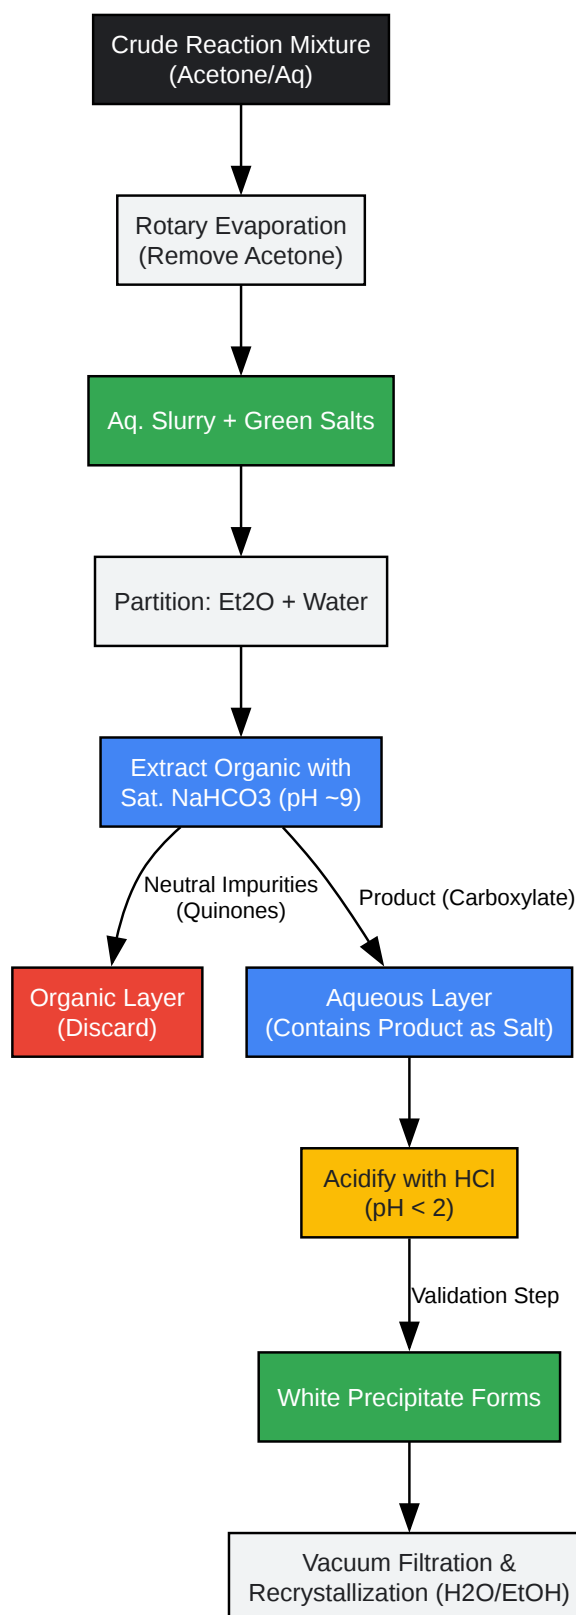 Crude Reaction Mixture
(Acetone/Aq)
Rotary Evaporation
(Remove Acetone)
Aq. Slurry + Green Salts
Partition: Et2O + Water
Extract Organic with
Sat. NaHCO3 (pH ~9)
Neutral Impurities
(Quinones)
Product (Carboxylate)
Organic Layer
(Discard)
Aqueous Layer
(Contains Product as Salt)
Acidify with HCl
(pH < 2)
Validation Step
White Precipitate Forms
Vacuum Filtration &
Recrystallization (H2O/EtOH)